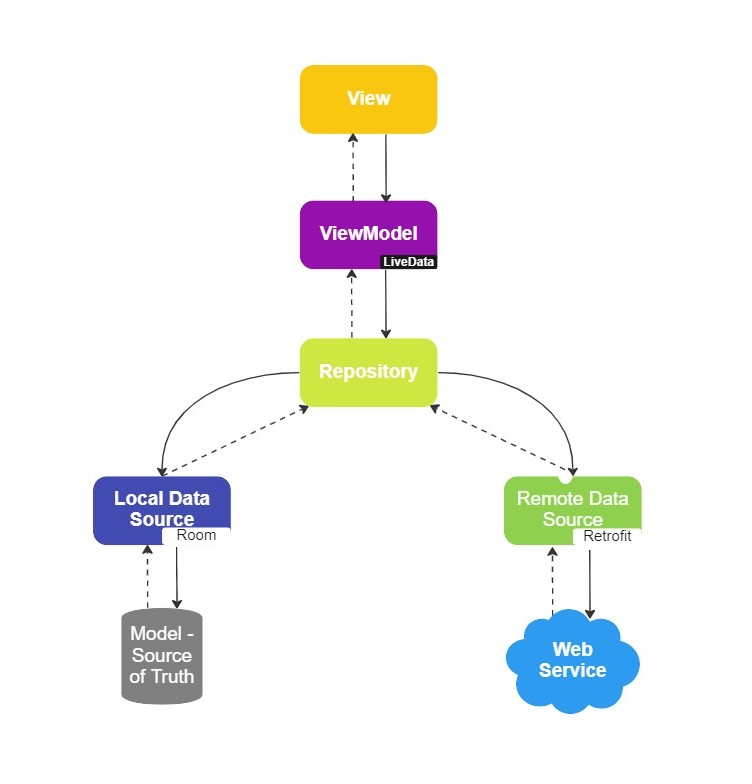 View
ViewModel
LiveData
Repository
Local Data
Source
Room
Remote Data
Source
Retrofit
Model -
Source
of Truth
Web
Service